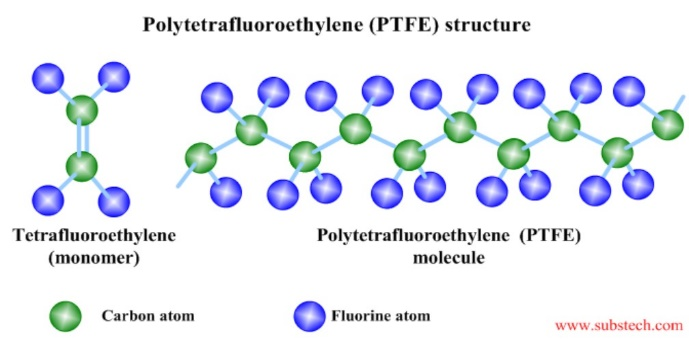 Polytetrafluoroethylene (PTFE) structure
Tetrafluoroethylene
(monomer)
Polytetrafluoroethylene (PTFE)
molecule
Carbon atom
Fluorine atom
www.substech.com